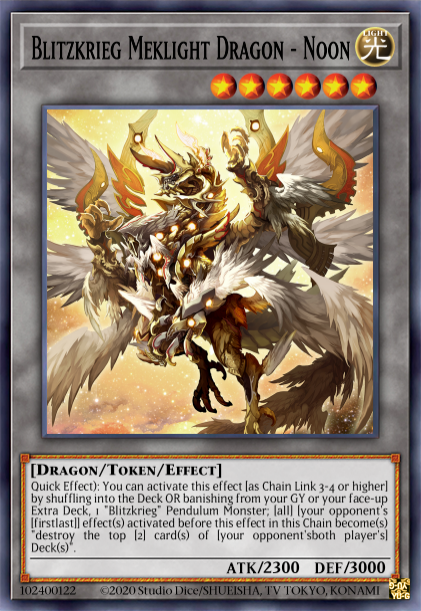 Blitzkrieg Meklight Dragon - Noon
LIGHT
光
[Dragon/Token/Effect]
Quick Effect): You can activate this effect [as Chain Link 3-4 or higher]
by shuffling into the Deck OR banishing from your GY or your face-up
Extra Deck, 1 "Blitzkrieg" Pendulum Monster; [all] [your opponent's
[firstlast]] effect(s) activated before this effect in this Chain become(s)
"destroy the top [2] card(s) of [your opponent'sboth player's]
Deck(s)".
ATK/2300 DEF/3000
102400122 ©2020 Studio Dice/SHUEISHA, TV TOKYO, KONAMI